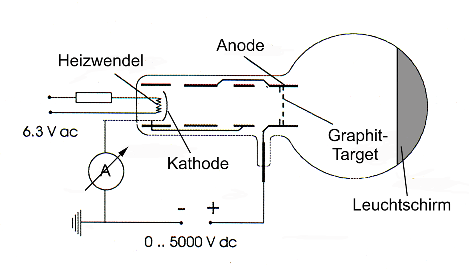 Anode
Heizwendel
6.3 V ac
Kathode
Graphit-
Target
A
Leuchtschirm
- +
0 .. 5000 V dc